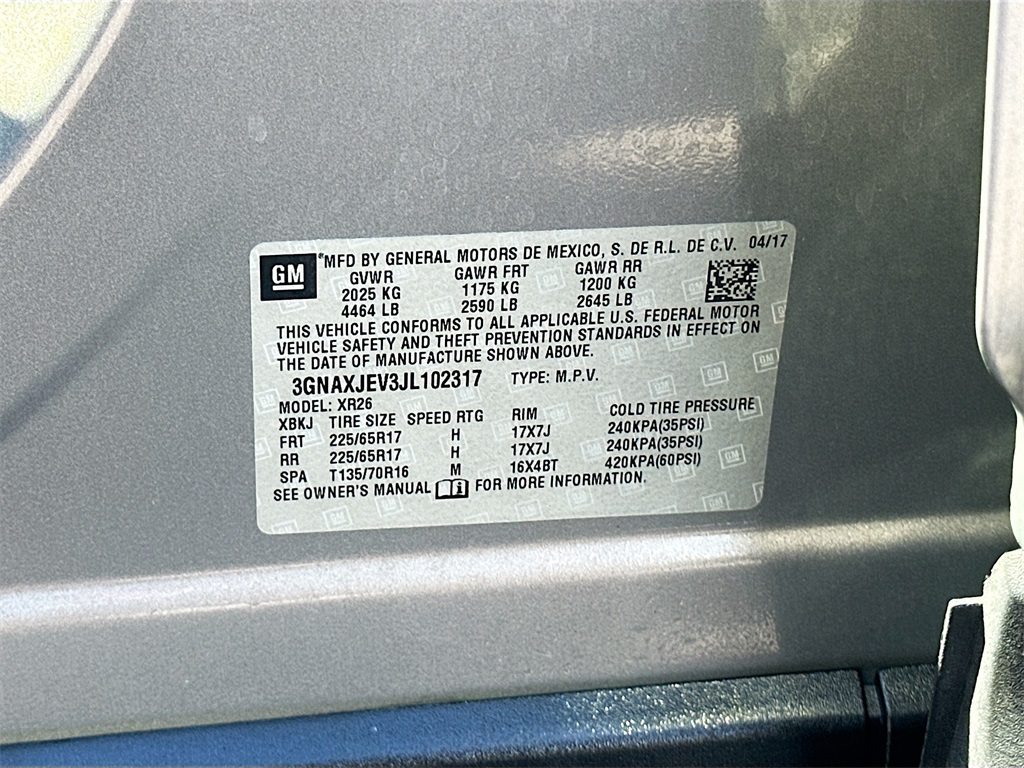 GM
*MFD BY GENERAL MOTORS DE MEXICO, S. DE R.L. DE C.V. 04/17
GVWR GAWR FRT GAWR RR
2025 KG 1175 KG 1200 KG
4464 LB 2590 LB 2645 LB
THIS VEHICLE CONFORMS TO ALL APPLICABLE U.S. FEDERAL MOTOR
VEHICLE SAFETY AND THEFT PREVENTION STANDARDS IN EFFECT ON
THE DATE OF MANUFACTURE SHOWN ABOVE.
3GNAXJEV3JL102317 TYPE: M.P.V.
MODEL: XR26
XBKJ TIRE SIZE SPEED RTG RIM COLD TIRE PRESSURE
FRT 225/65R17 H 17X7J 240KPA(35PSI)
RR 225/65R17 H 17X7J 240KPA(35PSI)
SPA T135/70R16 M 16X4BT 420KPA(60PSI)
SEE OWNER'S MANUAL FOR MORE INFORMATION.